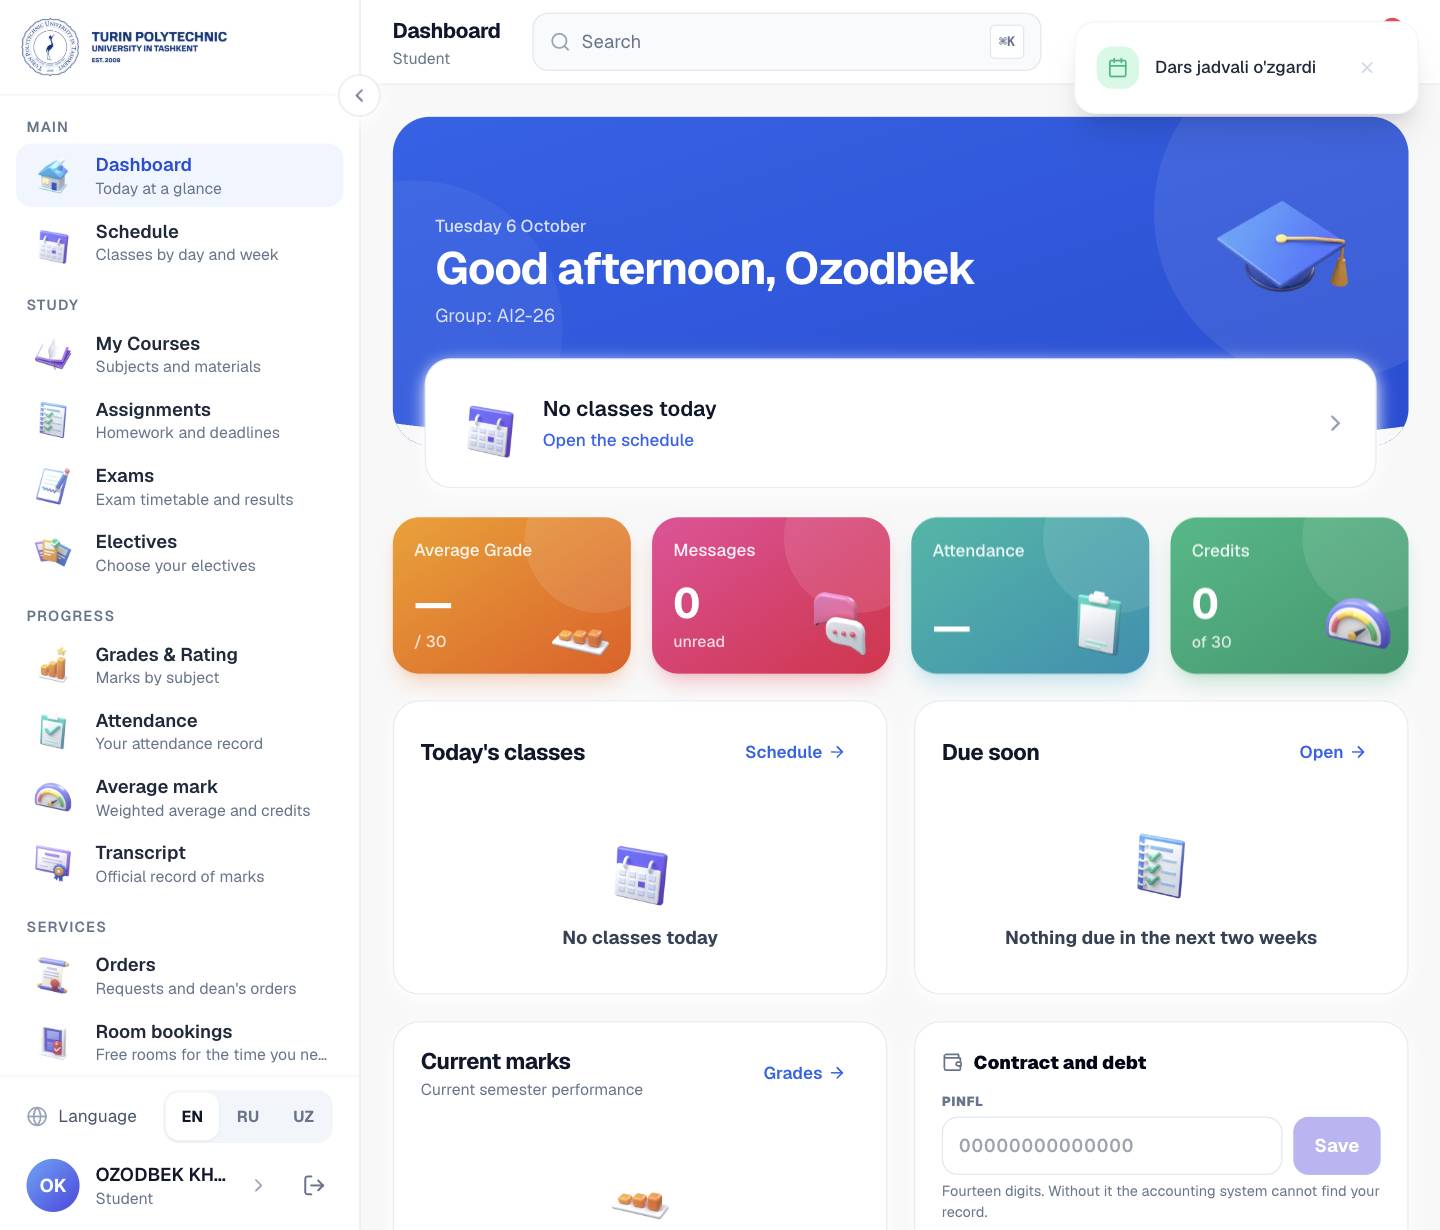 TURIN POLYTECHNIC
UNIVERSITY IN TASHKENT
EST. 2009
MAIN
Dashboard
Today at a glance
Schedule
Classes by day and week
STUDY
My Courses
Subjects and materials
Assignments
Homework and deadlines
Exams
Exam timetable and results
Electives
Choose your electives
PROGRESS
Grades & Rating
Marks by subject
Attendance
Your attendance record
Average mark
Weighted average and credits
Transcript
Official record of marks
SERVICES
Orders
Requests and dean's orders
Room bookings
Free rooms for the time you ne...
Language
EN RU UZ
OK
OZODBEK KH...
Student
Dashboard
Student
Search
⌘K
Dars jadvali o'zgardi
Tuesday 6 October
Good afternoon, Ozodbek
Group: AI2-26
No classes today
Open the schedule
Average Grade
—
/ 30
Messages
0
unread
Attendance
—
Credits
0
of 30
Today's classes
Schedule →
No classes today
Due soon
Open →
Nothing due in the next two weeks
Current marks
Current semester performance
Grades →
Contract and debt
PINFL
00000000000000
Save
Fourteen digits. Without it the accounting system cannot find your
record.